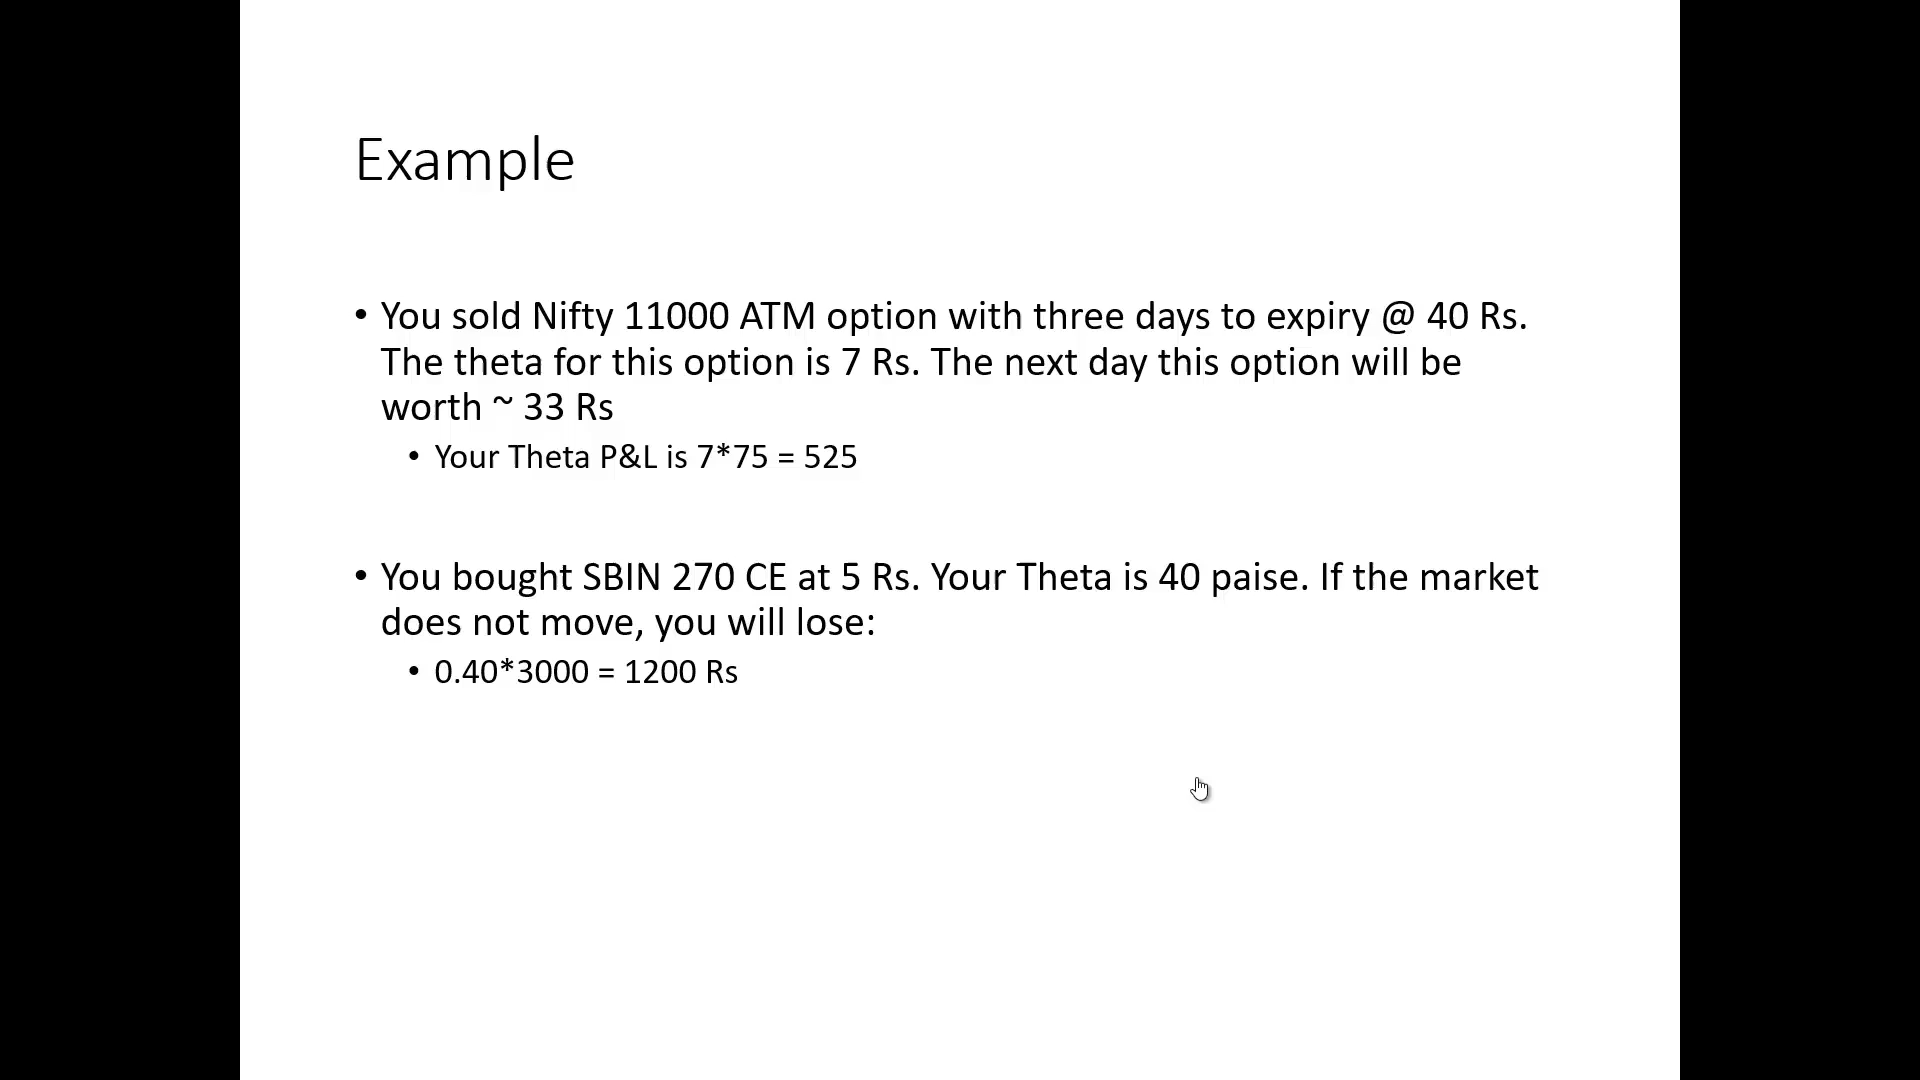 Example
• You sold Nifty 11000 ATM option with three days to expiry @ 40 Rs.
The theta for this option is 7 Rs. The next day this option will be
worth ~ 33 Rs
• Your Theta P&L is 7*75 = 525
• You bought SBIN 270 CE at 5 Rs. Your Theta is 40 paise. If the market
does not move, you will lose:
• 0.40*3000 = 1200 Rs